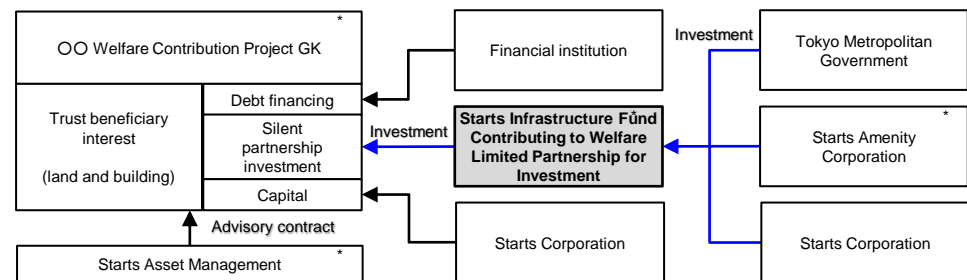 *
〇〇 Welfare Contribution Project GK
Trust beneficiary
interest
(land and building)
Debt financing
Silent
partnership
investment
Capital
Advisory contract
*
Starts Asset Management
Financial institution
Investment
*
Starts Infrastructure Fund
Contributing to Welfare
Limited Partnership for
Investment
Starts Corporation
Investment
Tokyo Metropolitan
Government
*
Starts Amenity
Corporation
Starts Corporation